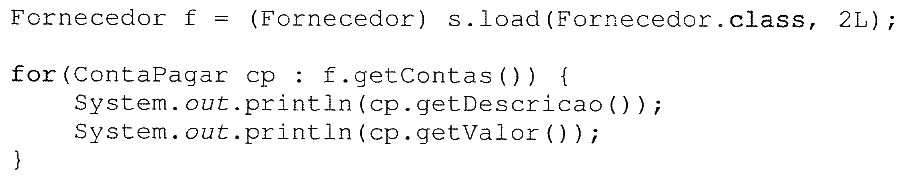 Fornecedor f = (Fornecedor) s.load(Fornecedor.class, 2L);
for(ContaPagar cp : f.getContas()) {
    System.out.println(cp.getDescricao());
    System.out.println(cp.getValor());
}